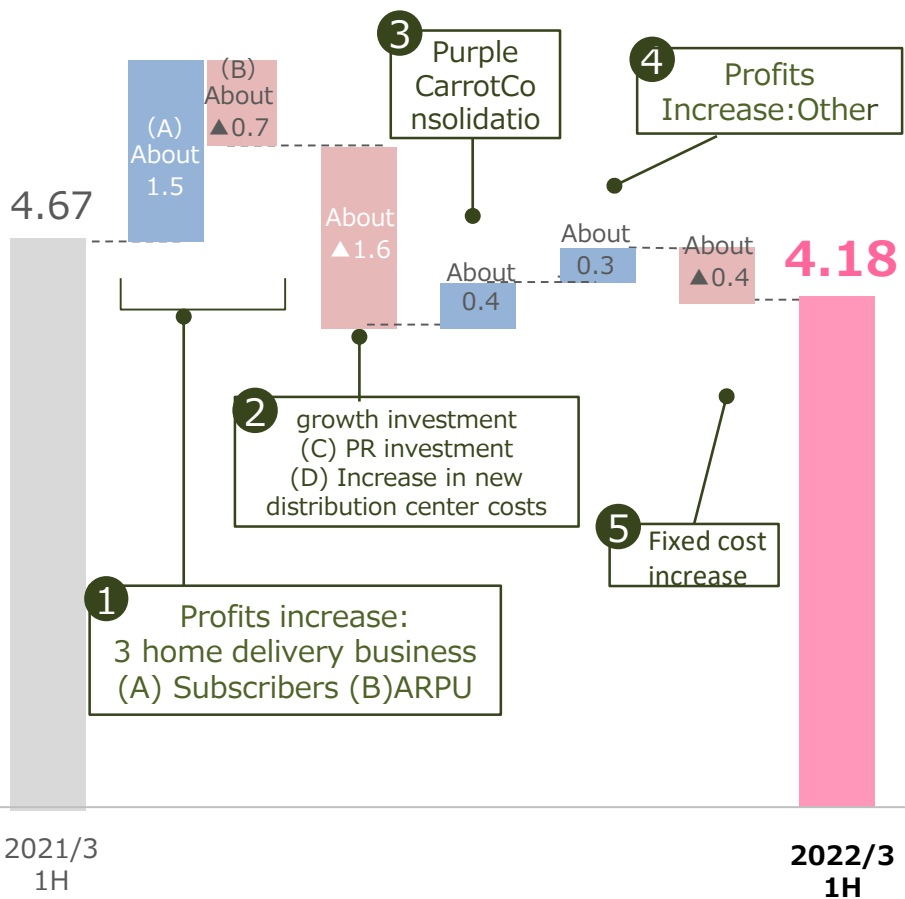 3
Purple
CarrotCo
nsolidatio
4
Profits
Increase:Other
(B)
About
▲0.7
(A)
About
1.5
4.67
About
▲1.6
About
0.4
About
0.3
About
▲0.4
4.18
2
growth investment
(C) PR investment
(D) Increase in new
distribution center costs
5
Fixed cost
increase
1
Profits increase:
3 home delivery business
(A) Subscribers (B)ARPU
2021/3
1H
2022/3
1H